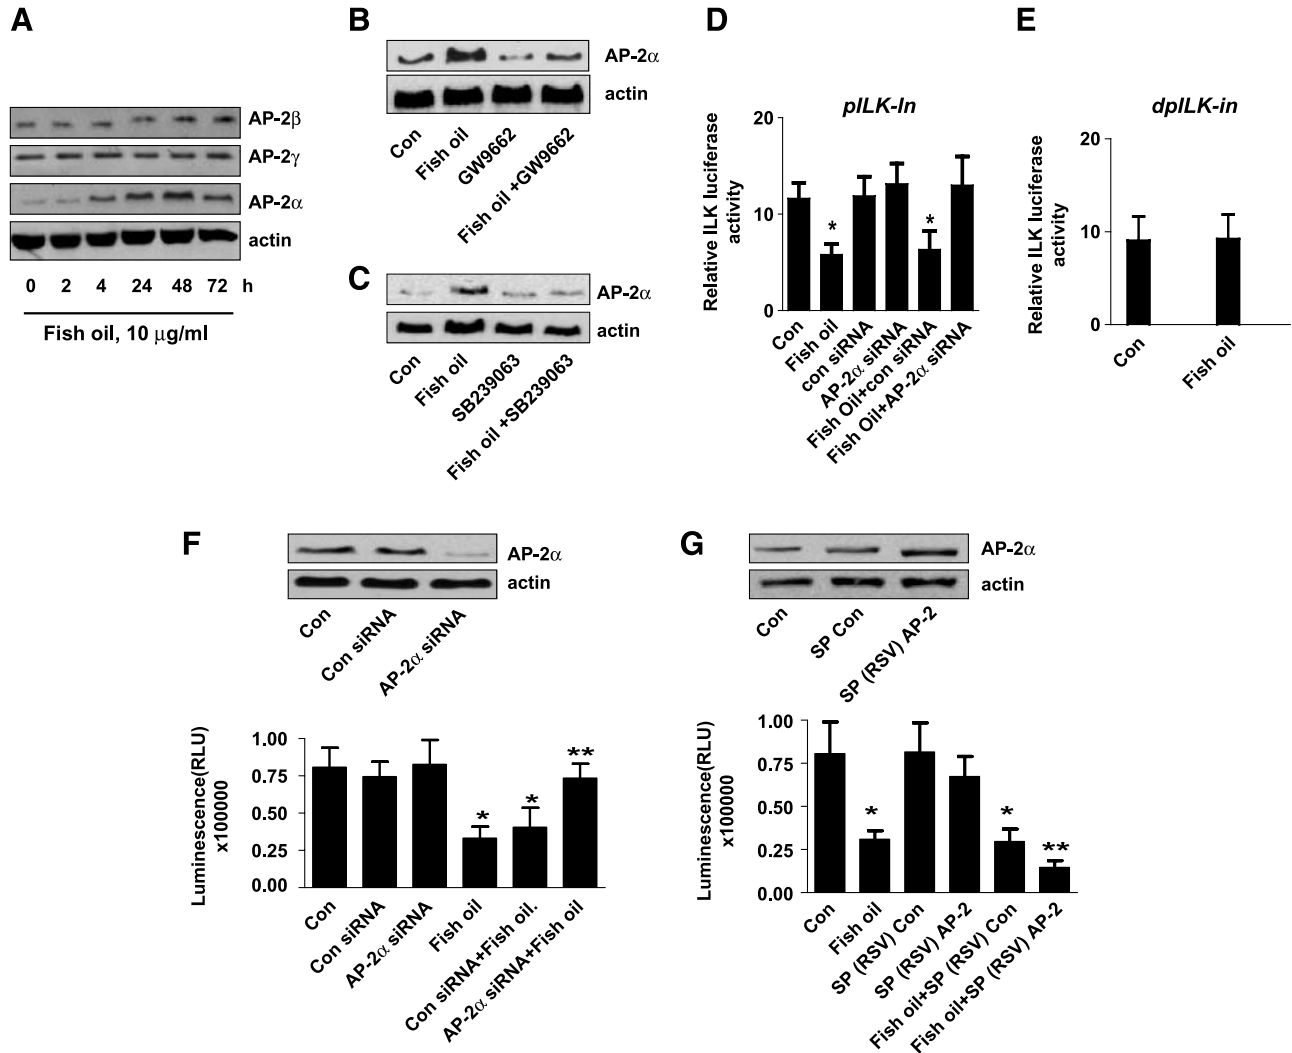 A
AP-2β
AP-2γ
AP-2α
actin
0 2 4 24 48 72 h
Fish oil, 10 μg/ml
B
AP-2α
actin
Con
Fish oil
GW9662
Fish oil +GW9662
C
AP-2α
actin
Con
Fish oil
SB239063
Fish oil +SB239063
D
pILK-In
Relative ILK luciferase
activity
20
10
0
*
*
Con
Fish oil
con siRNA
AP-2α siRNA
Fish Oil+con siRNA
Fish Oil+AP-2α siRNA
E
dpILK-in
Relative ILK luciferase
activity
20
10
0
Con
Fish oil
F
AP-2α
actin
Con
Con siRNA
AP-2α siRNA
Luminescence(RLU)
x100000
1.00
0.75
0.50
0.25
0.00
*
*
**
Con
Con siRNA
AP-2α siRNA
Fish oil
Con siRNA+Fish oil.
AP-2α siRNA+Fish oil
G
AP-2α
actin
Con
SP Con
SP (RSV) AP-2
Luminescence(RLU)
x100000
1.00
0.75
0.50
0.25
0.00
*
*
**
Con
Fish oil
SP (RSV) Con
SP (RSV) AP-2
Fish oil+SP (RSV) Con
Fish oil+SP (RSV) AP-2